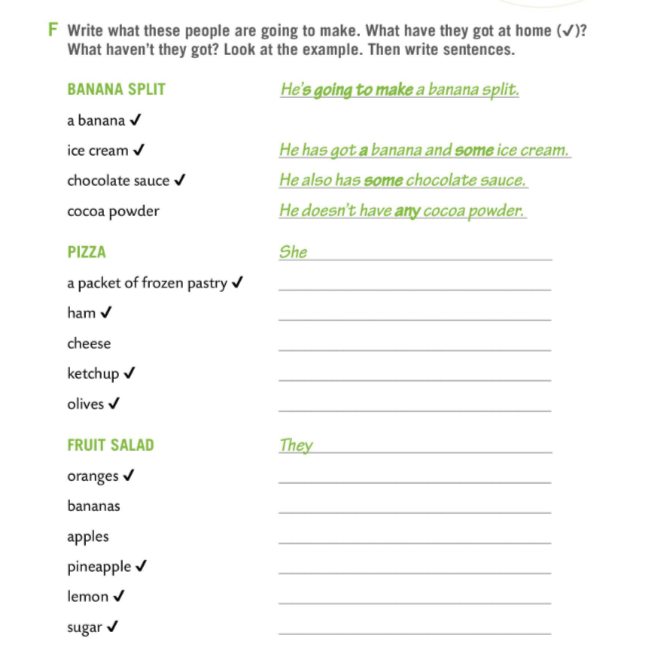 F Write what these people are going to make. What have they got at home (✓)?
What haven't they got? Look at the example. Then write sentences.
BANANA SPLIT He's going to make a banana split.
a banana ✓
ice cream ✓ He has got a banana and some ice cream.
chocolate sauce ✓ He also has some chocolate sauce.
cocoa powder He doesn't have any cocoa powder.
PIZZA She
a packet of frozen pastry ✓
ham ✓
cheese
ketchup ✓
olives ✓
FRUIT SALAD They
oranges ✓
bananas
apples
pineapple ✓
lemon ✓
sugar ✓